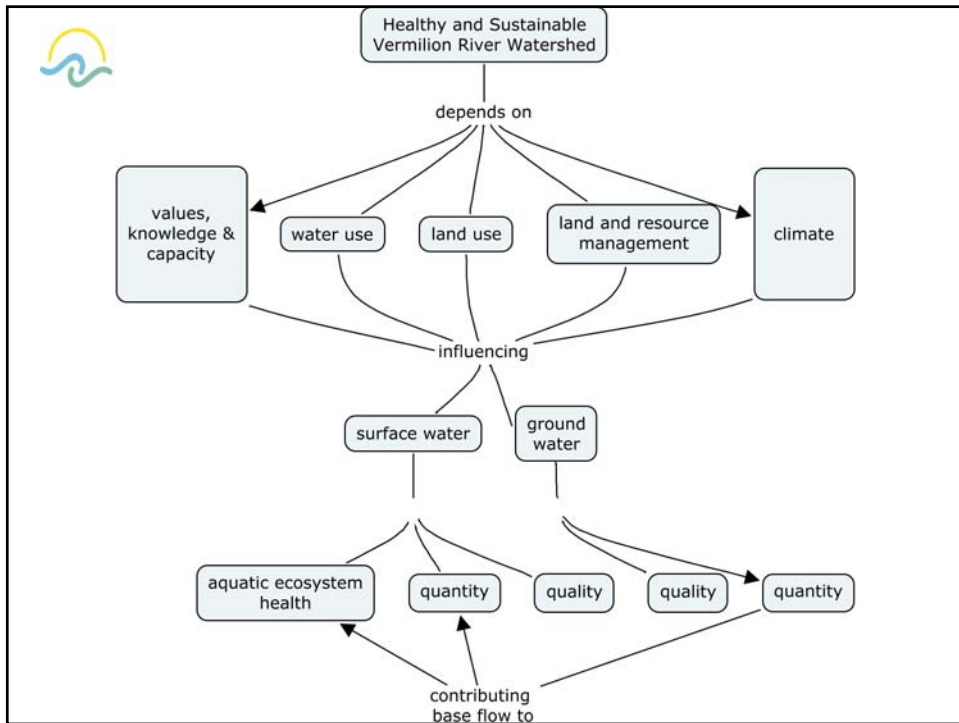 Healthy and Sustainable
Vermilion River Watershed
depends on
values,
knowledge &
capacity
water use
land use
land and resource
management
climate
influencing
surface water
ground
water
aquatic ecosystem
health
quantity
quality
quality
quantity
contributing
base flow to